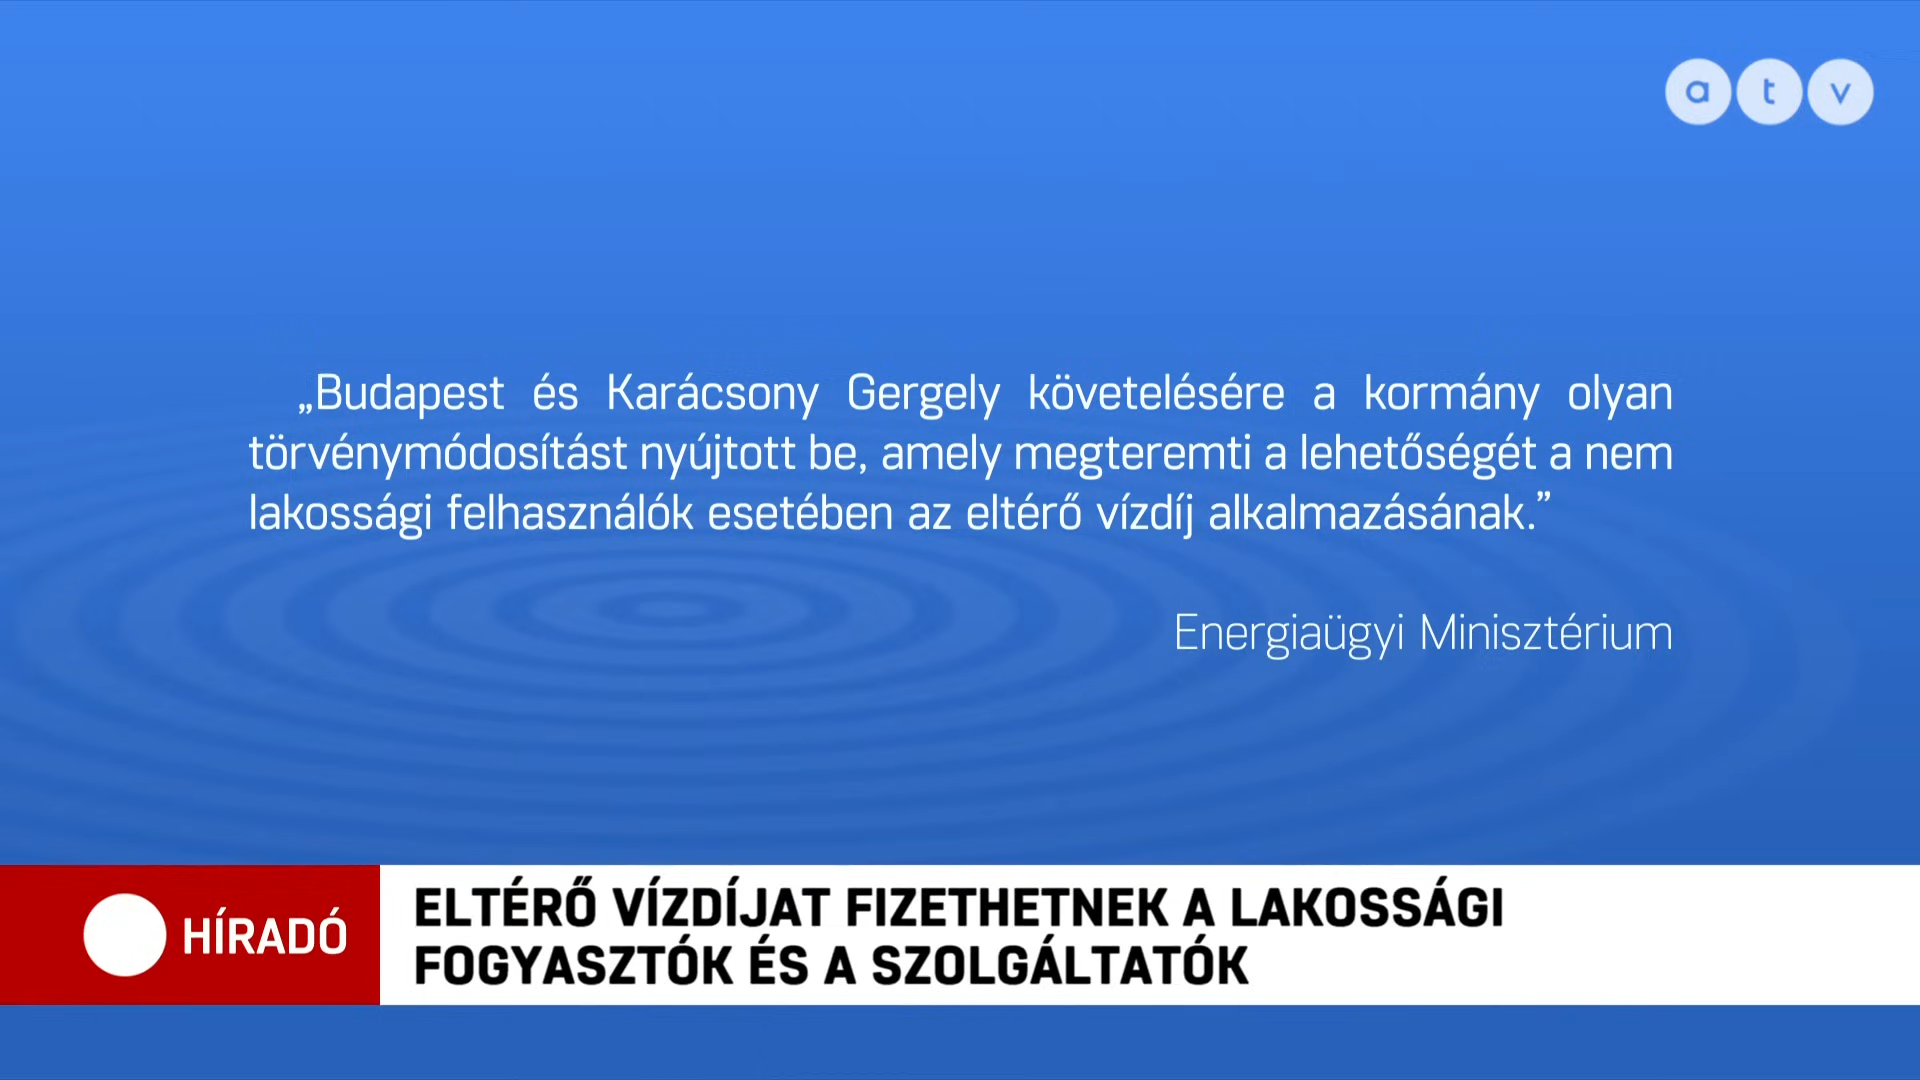 atv
„Budapest és Karácsony Gergely követelésére a kormány olyan
törvénymódosítást nyújtott be, amely megteremti a lehetőségét a nem
lakossági felhasználók esetében az eltérő vízdíj alkalmazásának.”
Energiaügyi Minisztérium
HÍRADÓ
ELTÉRŐ VÍZDÍJAT FIZETHETNEK A LAKOSSÁGI
FOGYASZTÓK ÉS A SZOLGÁLTATÓK